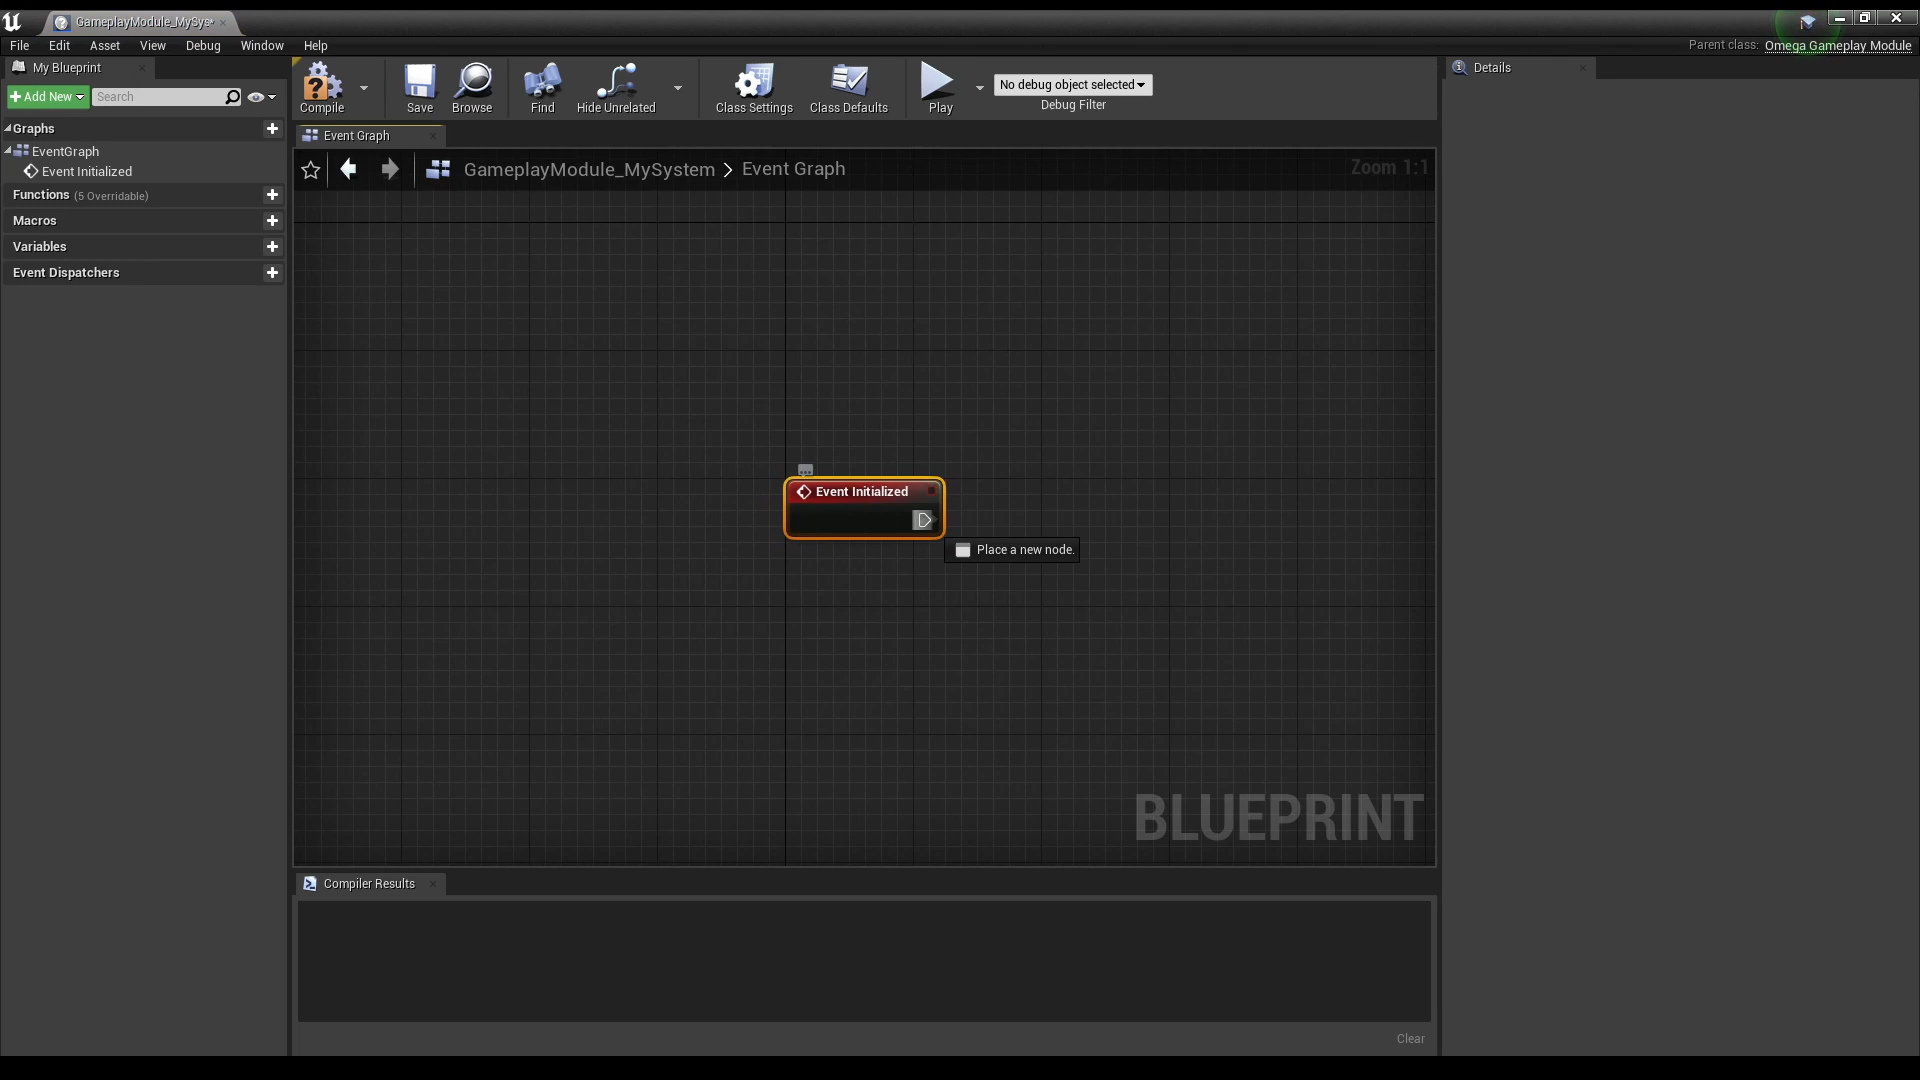 GameplayModule_MySys*
File Edit Asset View Debug Window Help
Parent class: Omega Gameplay Module
My Blueprint
Add New
Search
Graphs
EventGraph
Event Initialized
Functions (5 Overridable)
Macros
Variables
Event Dispatchers
Compile
Save
Browse
Find
Hide Unrelated
Class Settings
Class Defaults
Play
No debug object selected
Debug Filter
Event Graph
GameplayModule_MySystem > Event Graph
Zoom 1:1
Event Initialized
Place a new node.
BLUEPRINT
Compiler Results
Clear
Details